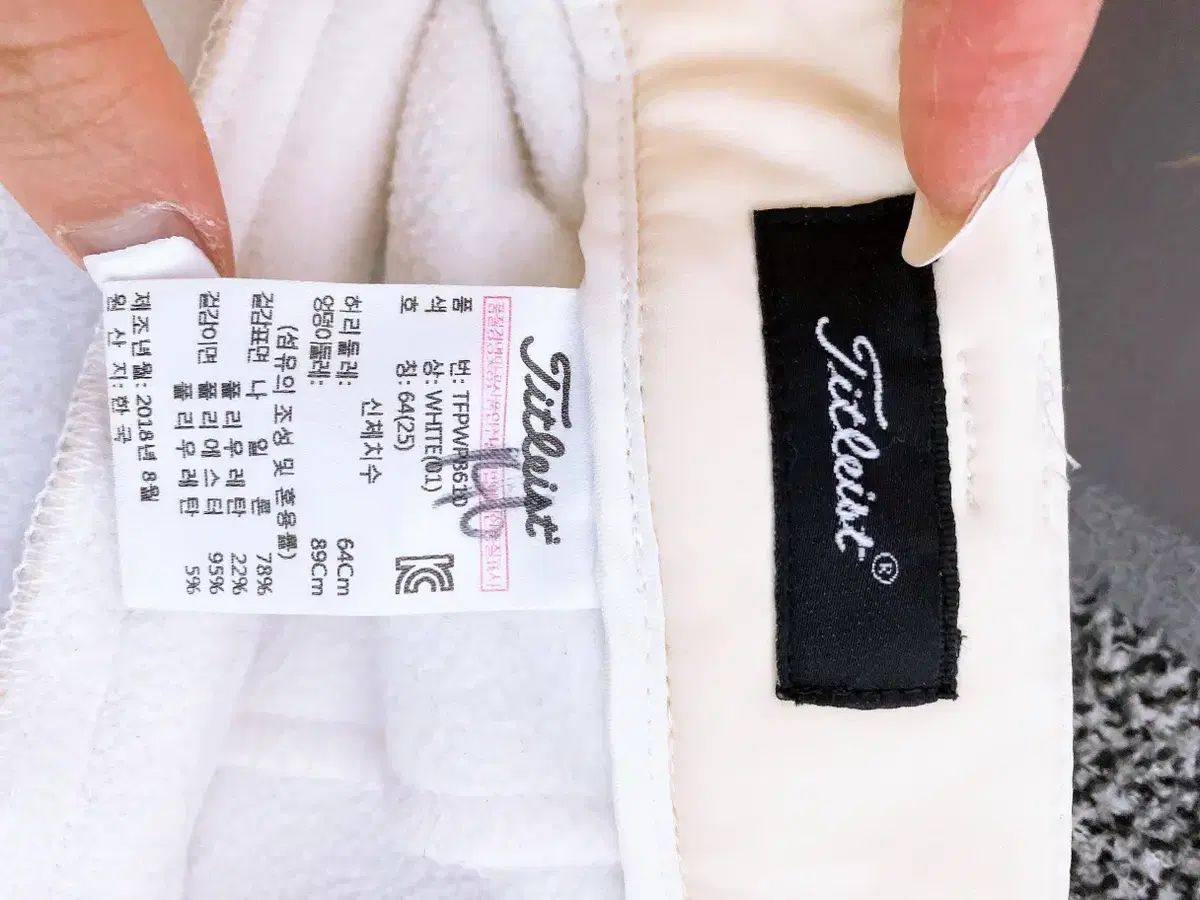 Titleist
품 번: TFPWP3610
색 상: WHITE(01)
호 칭: 64(25)
신체치수
허리둘레: 64Cm
엉덩이둘레: 89Cm
(섬유의 조성 및 혼용률)
겉감표면 나 일 론 78%
폴 리 우 레 탄 22%
겉감이면 폴 리 에 스 터 95%
폴 리 우 레 탄 5%
제조년월: 2018년 8월
원 산 지: 한 국
Titleist®